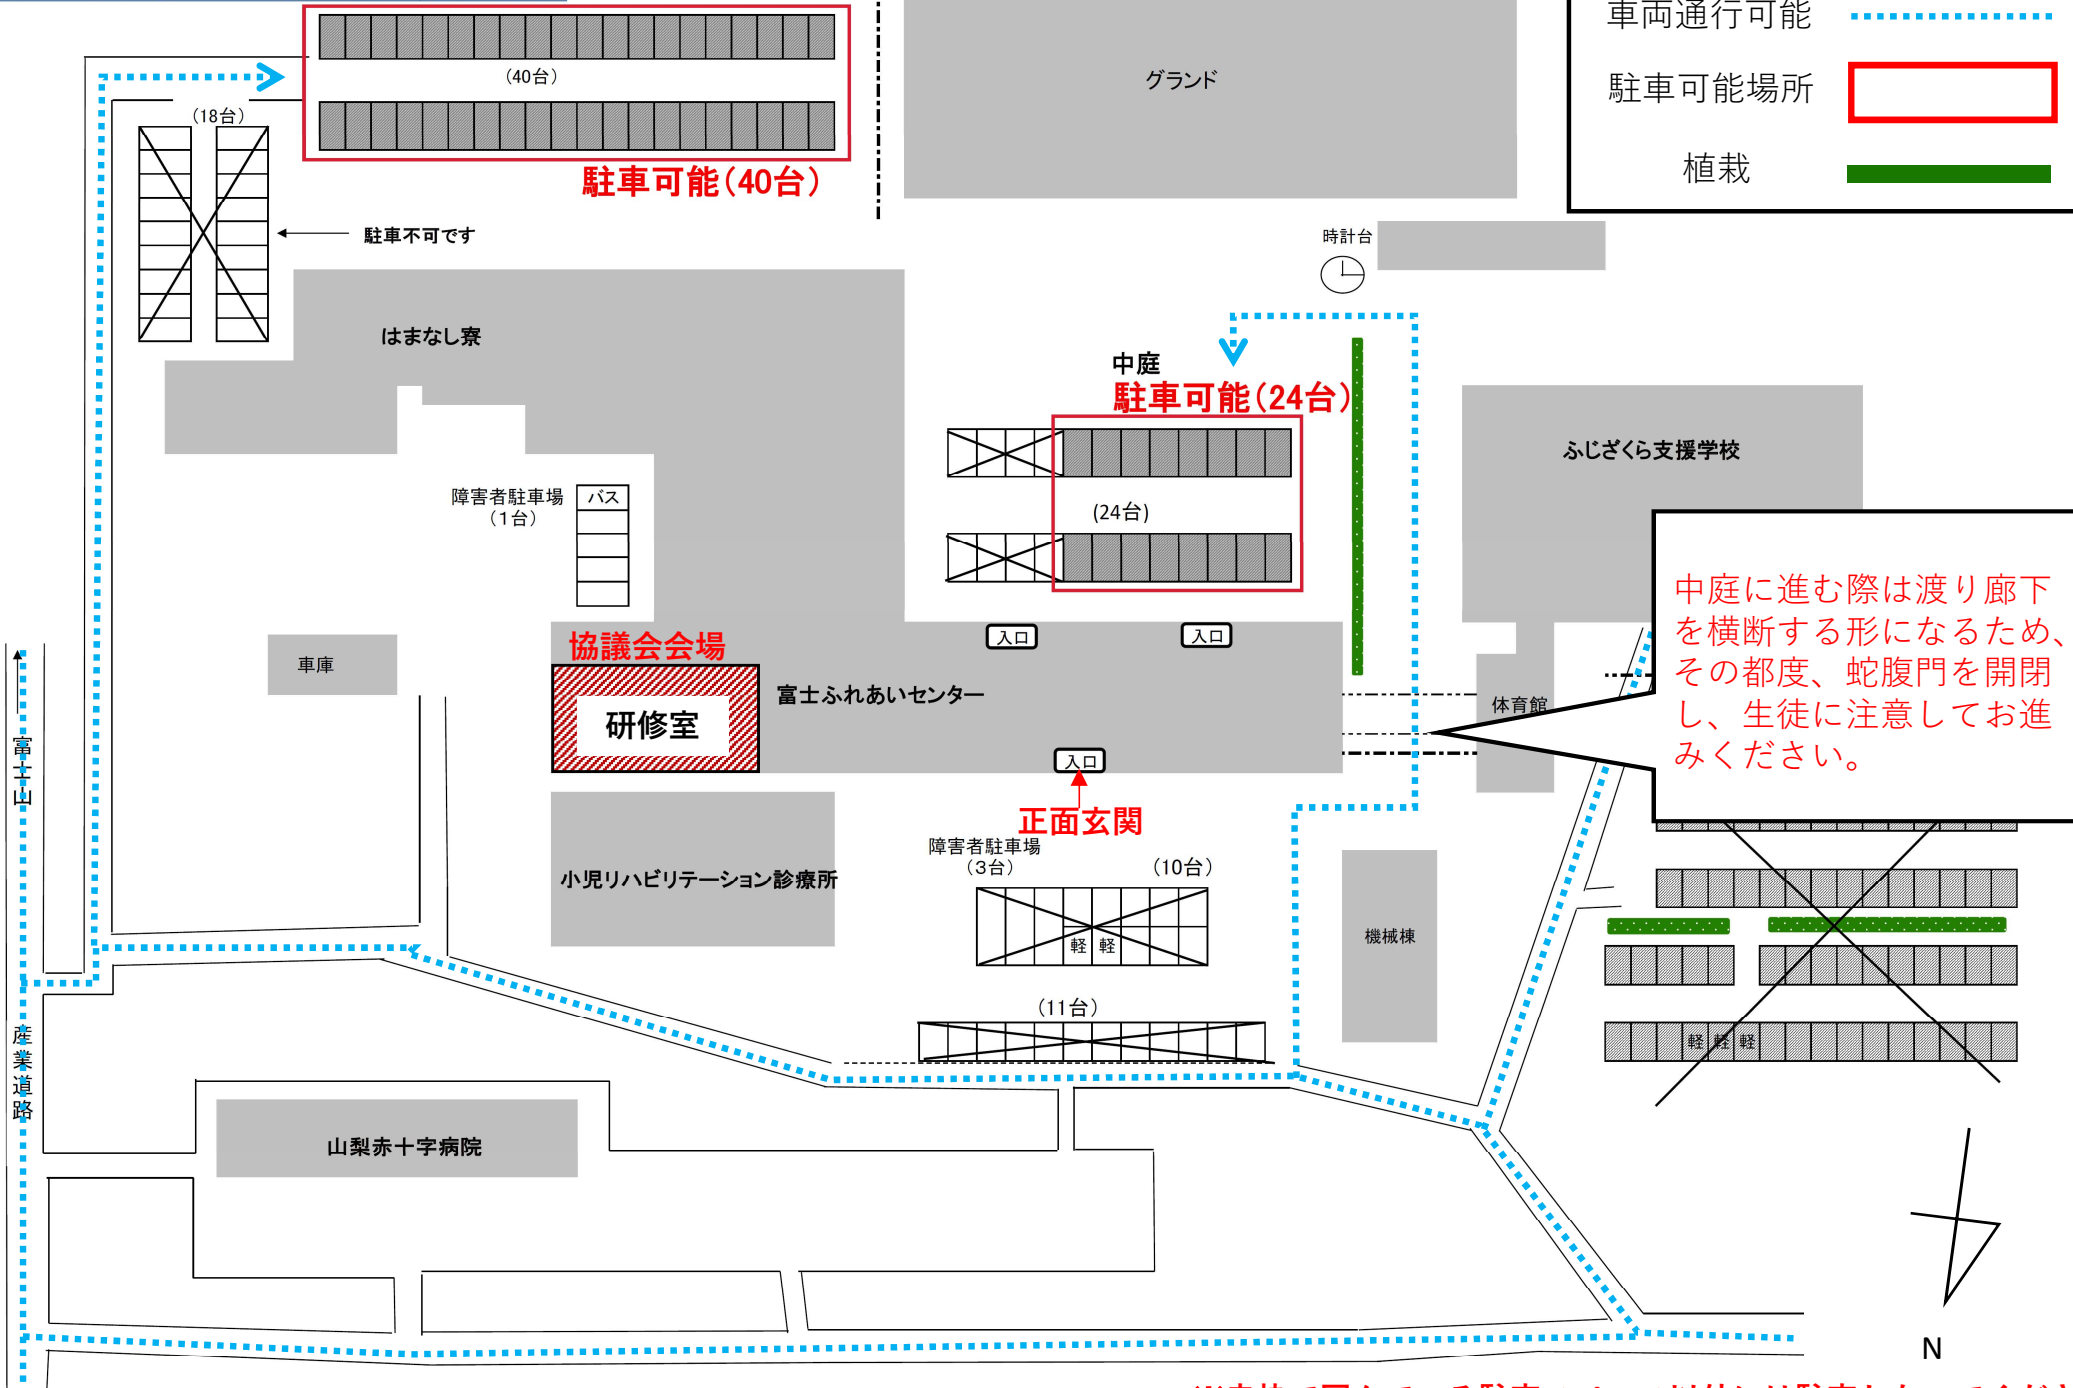 車両通行可能
駐車可能場所
植栽
(40台)
(18台)
駐車可能(40台)
グランド
駐車不可です
時計台
はまなし寮
中庭
駐車可能(24台)
ふじざくら支援学校
障害者駐車場
(1台)
バス
(24台)
中庭に進む際は渡り廊下
を横断する形になるため、
その都度、蛇腹門を開閉
し、生徒に注意してお進
みください。
入口
入口
協議会会場
車庫
富士ふれあいセンター
研修室
体育館
富士山
入口
正面玄関
障害者駐車場
(3台)
(10台)
小児リハビリテーション診療所
軽 軽
機械棟
(11台)
産業道路
軽 軽 軽
山梨赤十字病院
N